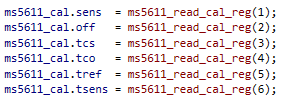 ms5611_cal.sens  = ms5611_read_cal_reg(1);
ms5611_cal.off   = ms5611_read_cal_reg(2);
ms5611_cal.tcs   = ms5611_read_cal_reg(3);
ms5611_cal.tco   = ms5611_read_cal_reg(4);
ms5611_cal.tref  = ms5611_read_cal_reg(5);
ms5611_cal.tsens = ms5611_read_cal_reg(6);